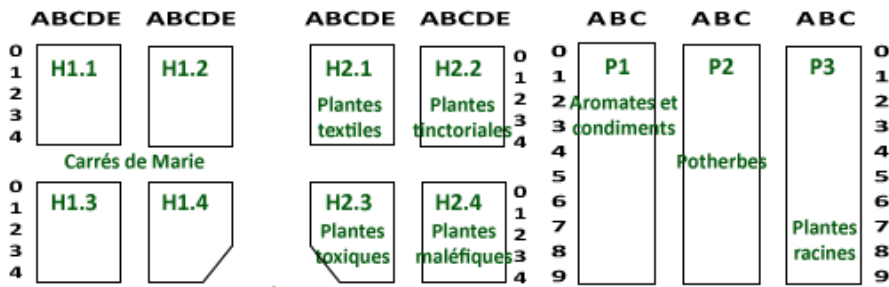 ABCDE ABCDE ABCDE ABCDE ABC ABC ABC
0 H1.1 H1.2 H2.1 H2.2 0 0 P1 P2 P3 0
1 1 1 1
2 Plantes Plantes 2 2 Aromates et 2
3 textiles tinctoriales 3 3 condiments 3
4 4 4 4
Carrés de Marie Potherbes
5 5
0 H1.3 H1.4 H2.3 H2.4 0
1 1 6 6
2 Plantes Plantes 2 7 Plantes 7
3 toxiques maléfiques 3 8 racines 8
4 4 9 9